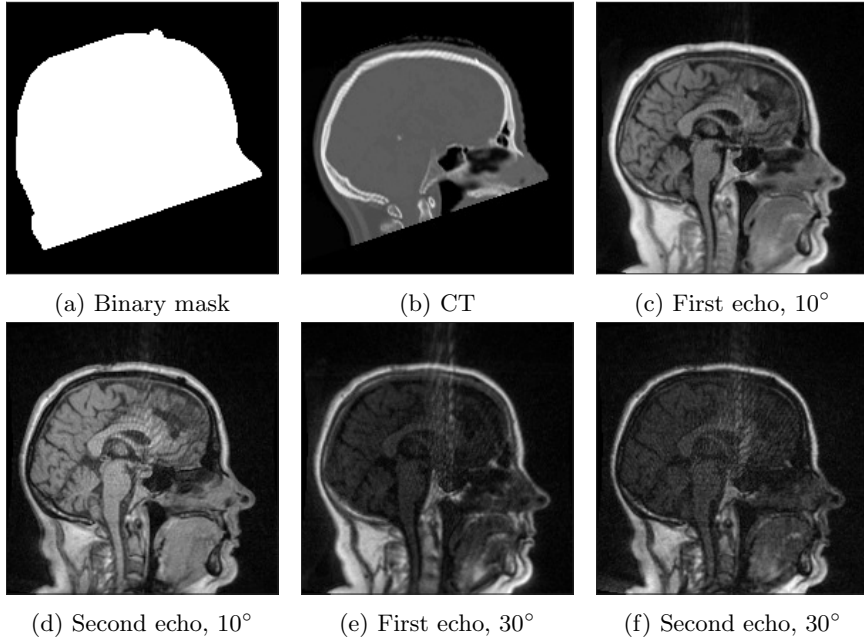 (a) Binary mask
(b) CT
(c) First echo, 10°
(d) Second echo, 10°
(e) First echo, 30°
(f) Second echo, 30°